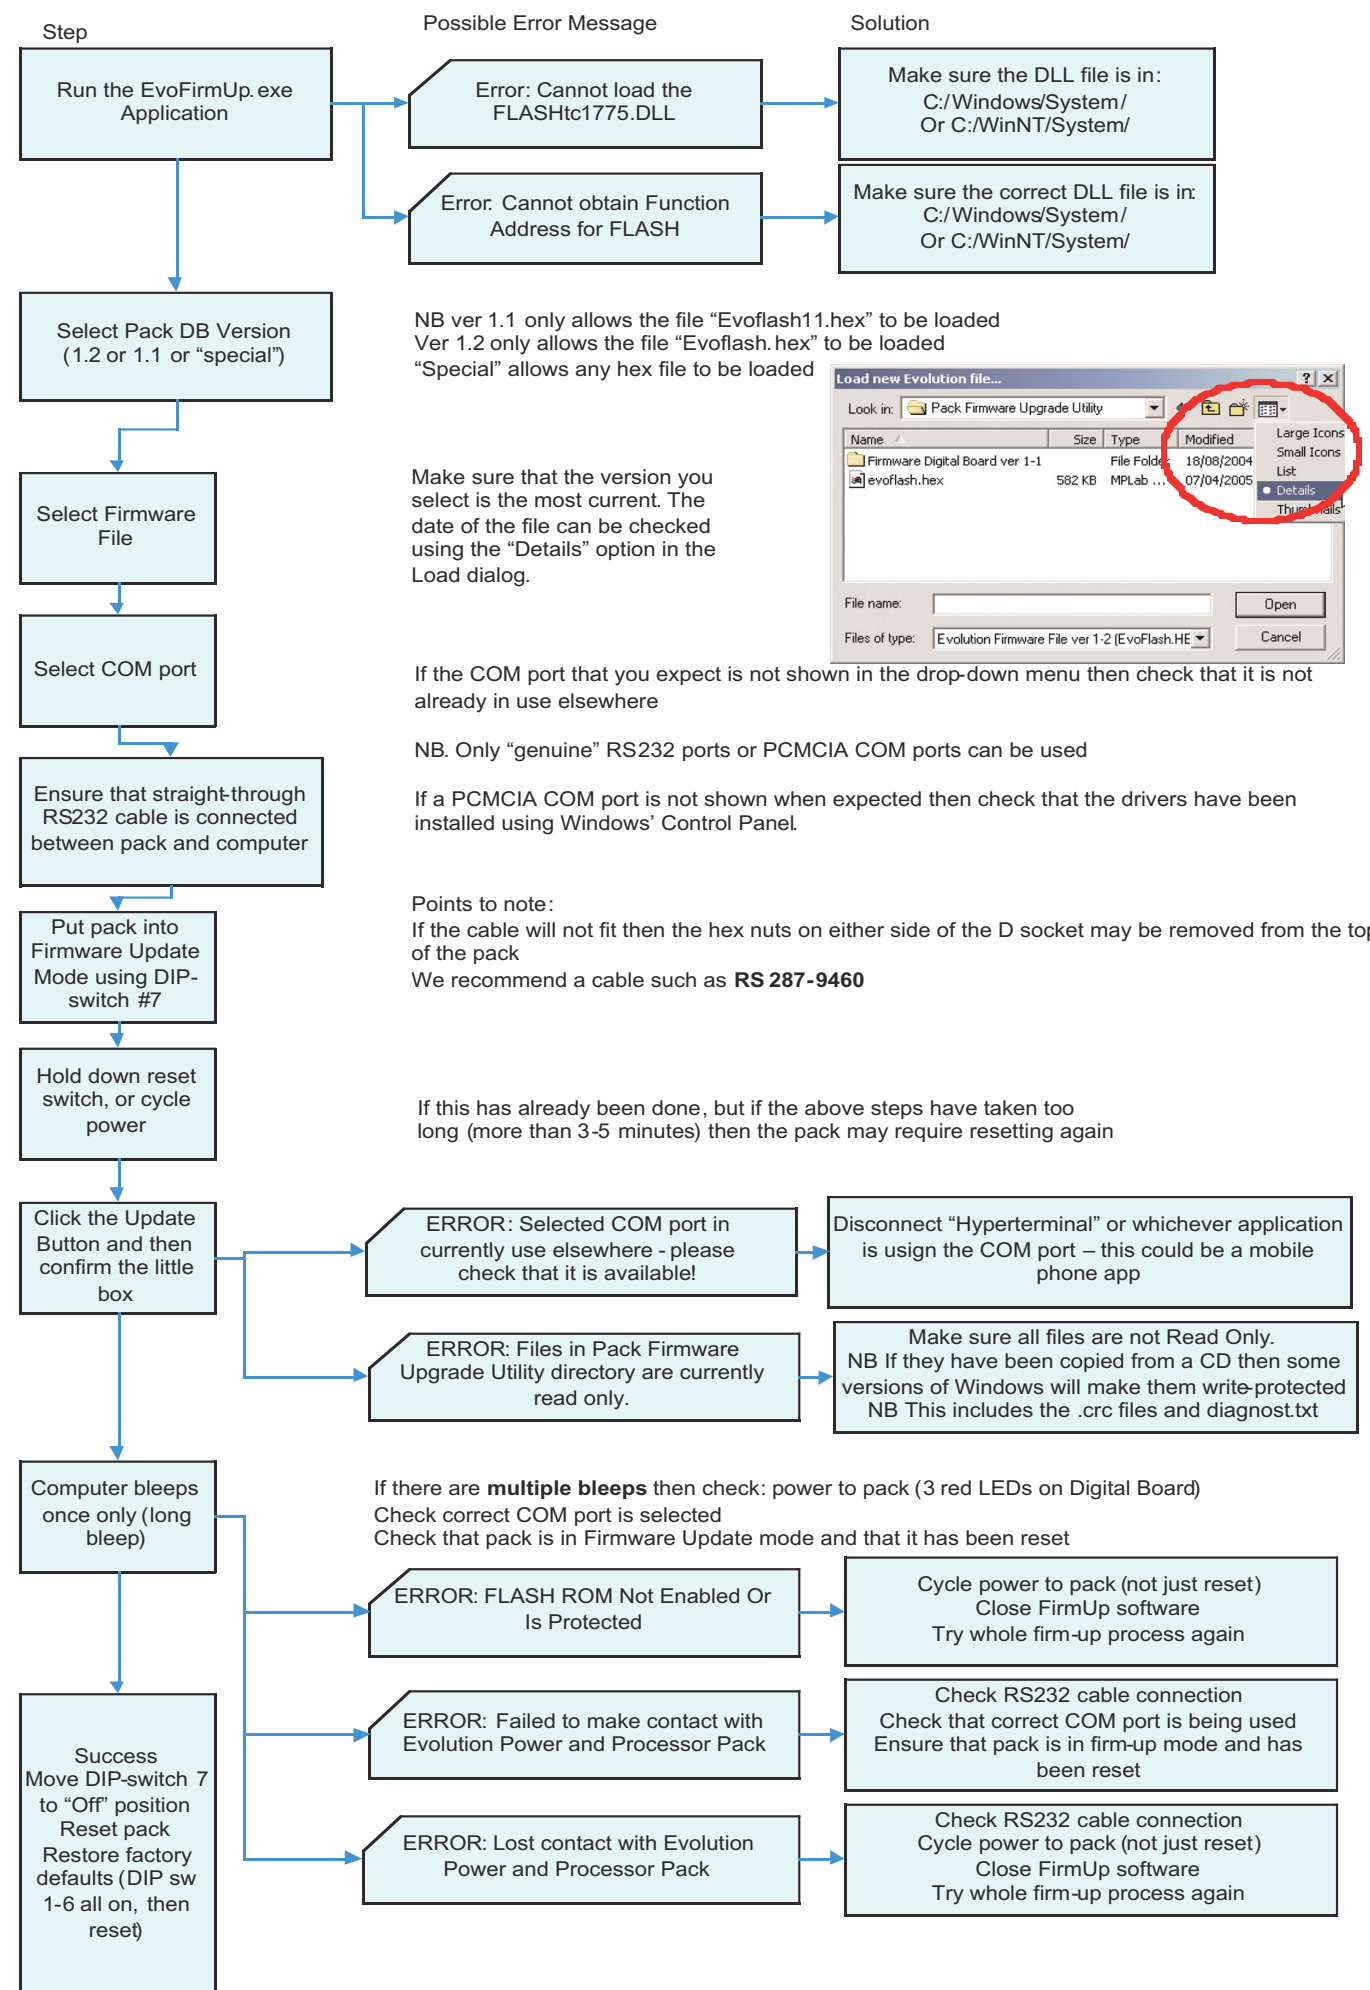 Step
Possible Error Message
Solution
Run the EvoFirmUp.exe
Application
Error: Cannot load the
FLASHtc1775.DLL
Make sure the DLL file is in:
C:/Windows/System/
Or C:/WinNT/System/
Error: Cannot obtain Function
Address for FLASH
Make sure the correct DLL file is in:
C:/Windows/System/
Or C:/WinNT/System/
Select Pack DB Version
(1.2 or 1.1 or “special”)
NB ver 1.1 only allows the file “Evoflash11.hex” to be loaded
Ver 1.2 only allows the file “Evoflash.hex” to be loaded
“Special” allows any hex file to be loaded
Load new Evolution file...
Look in: Pack Firmware Upgrade Utility
Name Size Type Modified
Firmware Digital Board ver 1-1 File Folder 18/08/2004
evoflash.hex 582 KB MPLab ... 07/04/2005
Large Icons
Small Icons
List
Details
Thumbnails
File name:
Open
Files of type: Evolution Firmware File ver 1-2 (EvoFlash.HE
Cancel
Select Firmware
File
Make sure that the version you
select is the most current. The
date of the file can be checked
using the “Details” option in the
Load dialog.
Select COM port
If the COM port that you expect is not shown in the drop-down menu then check that it is not
already in use elsewhere
NB. Only “genuine” RS232 ports or PCMCIA COM ports can be used
If a PCMCIA COM port is not shown when expected then check that the drivers have been
installed using Windows’ Control Panel.
Ensure that straight-through
RS232 cable is connected
between pack and computer
Points to note:
If the cable will not fit then the hex nuts on either side of the D socket may be removed from the top
of the pack
We recommend a cable such as RS 287-9460
Put pack into
Firmware Update
Mode using DIP-
switch #7
Hold down reset
switch, or cycle
power
If this has already been done, but if the above steps have taken too
long (more than 3-5 minutes) then the pack may require resetting again
Click the Update
Button and then
confirm the little
box
ERROR: Selected COM port in
currently use elsewhere - please
check that it is available!
Disconnect “Hyperterminal” or whichever application
is usign the COM port – this could be a mobile
phone app
ERROR: Files in Pack Firmware
Upgrade Utility directory are currently
read only.
Make sure all files are not Read Only.
NB If they have been copied from a CD then some
versions of Windows will make them write-protected
NB This includes the .crc files and diagnost.txt
Computer bleeps
once only (long
bleep)
If there are multiple bleeps then check: power to pack (3 red LEDs on Digital Board)
Check correct COM port is selected
Check that pack is in Firmware Update mode and that it has been reset
ERROR: FLASH ROM Not Enabled Or
Is Protected
Cycle power to pack (not just reset)
Close FirmUp software
Try whole firm-up process again
ERROR: Failed to make contact with
Evolution Power and Processor Pack
Check RS232 cable connection
Check that correct COM port is being used
Ensure that pack is in firm-up mode and has
been reset
ERROR: Lost contact with Evolution
Power and Processor Pack
Check RS232 cable connection
Cycle power to pack (not just reset)
Close FirmUp software
Try whole firm-up process again
Success
Move DIP-switch 7
to “Off” position
Reset pack
Restore factory
defaults (DIP sw
1-6 all on, then
reset)